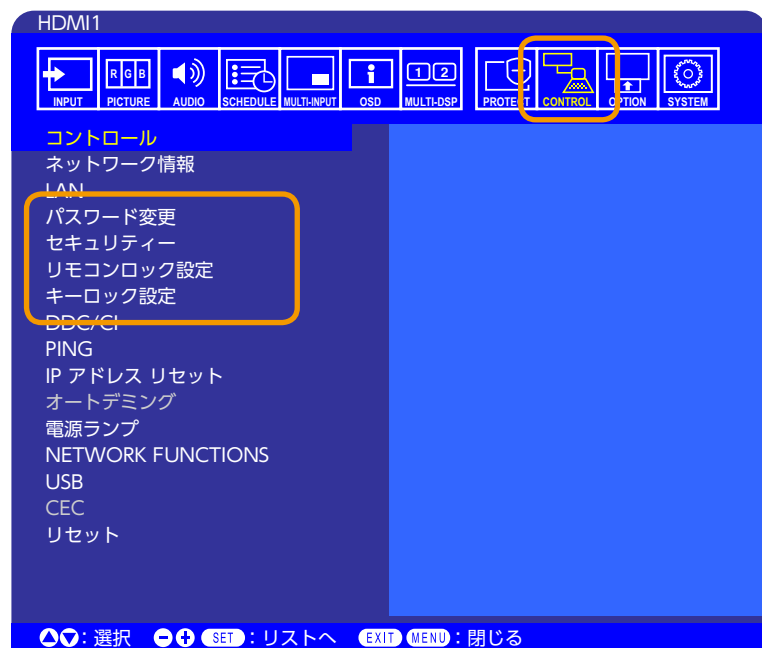 HDMI1
RGB 1 2
INPUT PICTURE AUDIO SCHEDULE MULTI-INPUT OSD MULTI-DSP PROTECT CONTROL OPTION SYSTEM
コントロール
ネットワーク情報
LAN
パスワード変更
セキュリティー
リモコンロック設定
キーロック設定
DDC/CI
PING
IP アドレス リセット
オートデミング
電源ランプ
NETWORK FUNCTIONS
USB
CEC
リセット
：選択 SET：リストへ EXIT MENU：閉じる